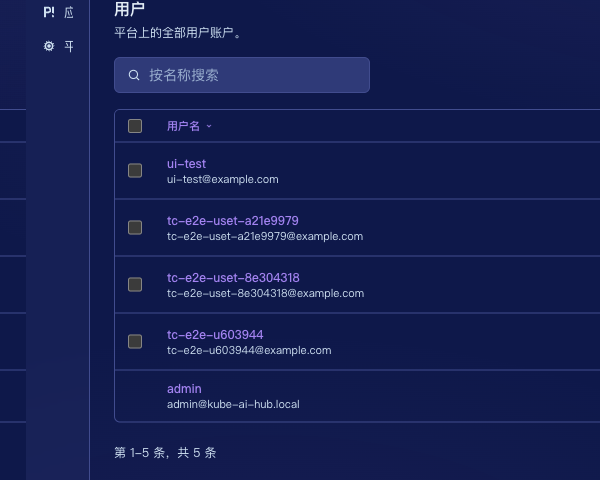 用户
平台上的全部用户账户。
按名称搜索
用户名
ui-test
ui-test@example.com
tc-e2e-uset-a21e9979
tc-e2e-uset-a21e9979@example.com
tc-e2e-uset-8e304318
tc-e2e-uset-8e304318@example.com
tc-e2e-u603944
tc-e2e-u603944@example.com
admin
admin@kube-ai-hub.local
第 1-5 条，共 5 条